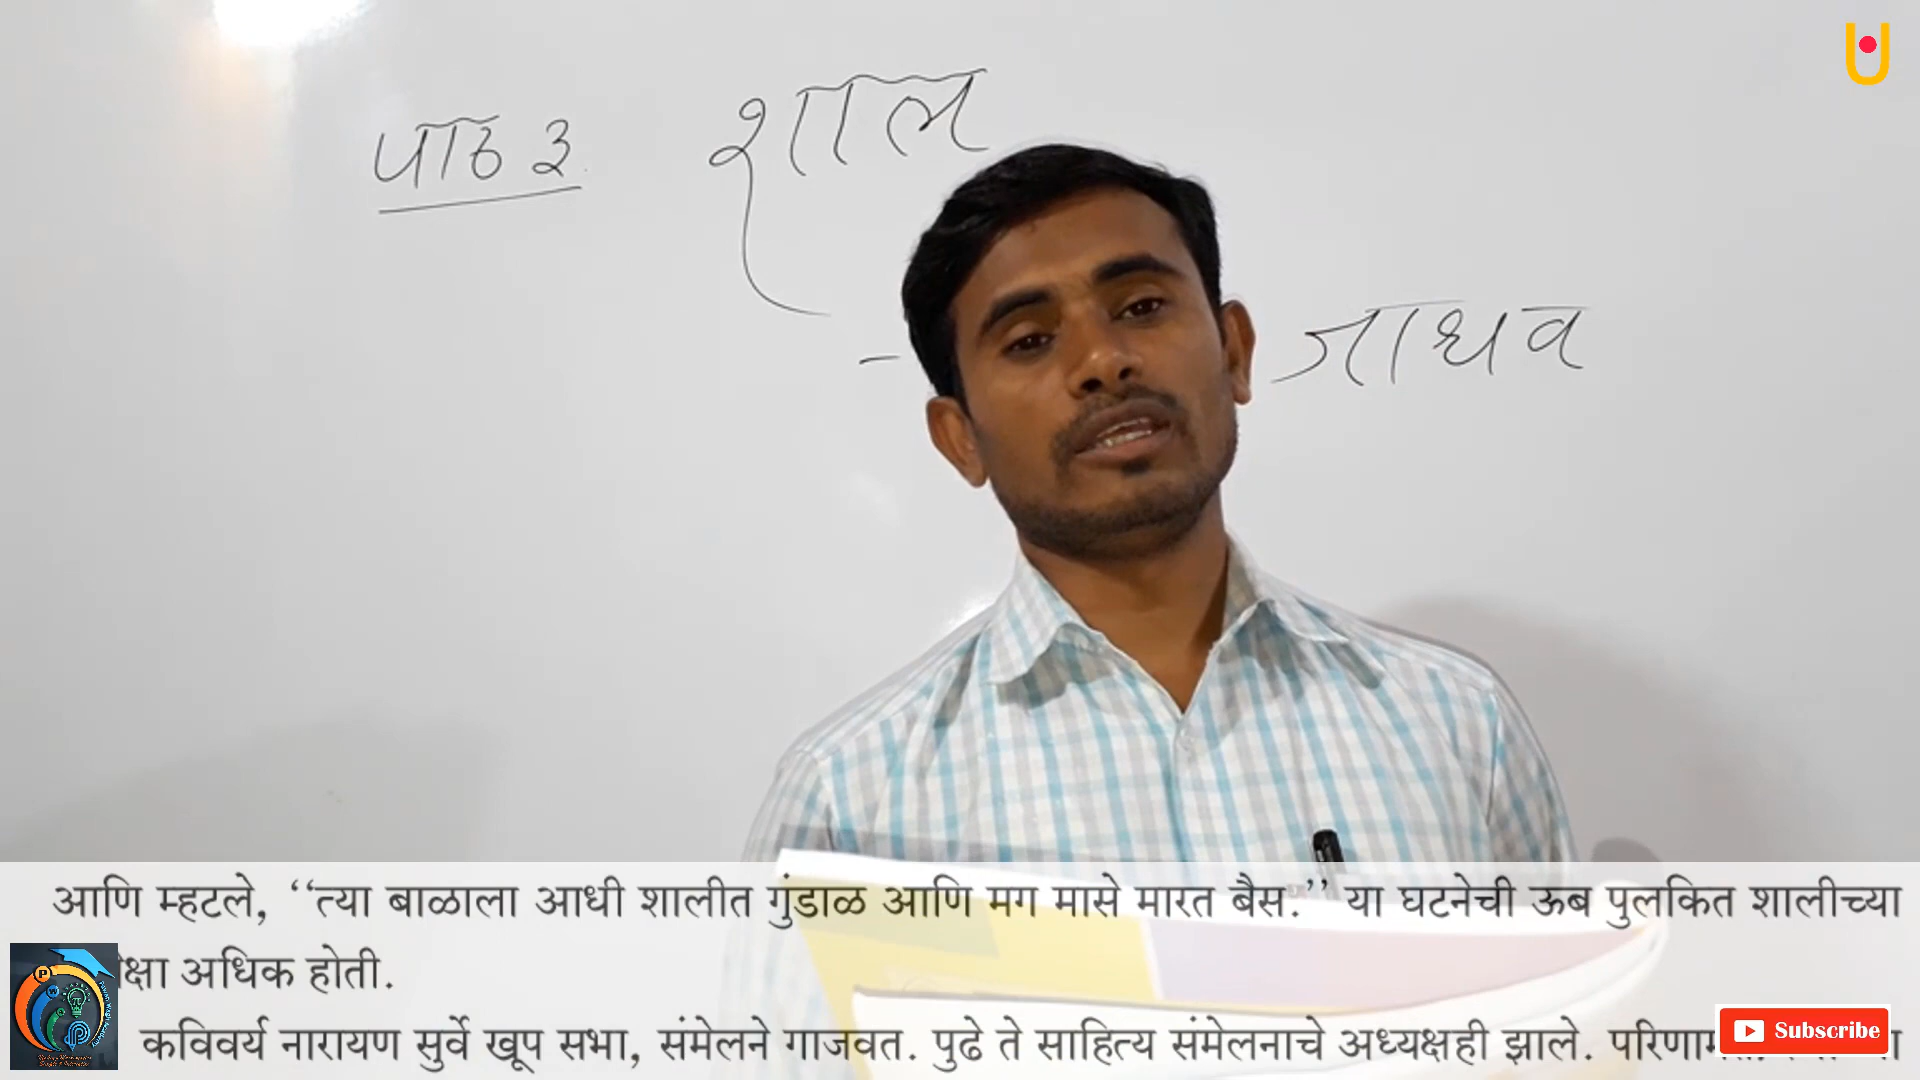 पाठ ३. शाल
- जाधव
आणि म्हटले, ‘‘त्या बाळाला आधी शालीत गुंडाळ आणि मग मासे मारत बैस.’’ या घटनेची ऊब पुलकित शालीच्या
अधिक होती.
कविवर्य नारायण सुर्वे खूप सभा, संमेलने गाजवत. पुढे ते साहित्य संमेलनाचे अध्यक्षही झाले.
Subscribe